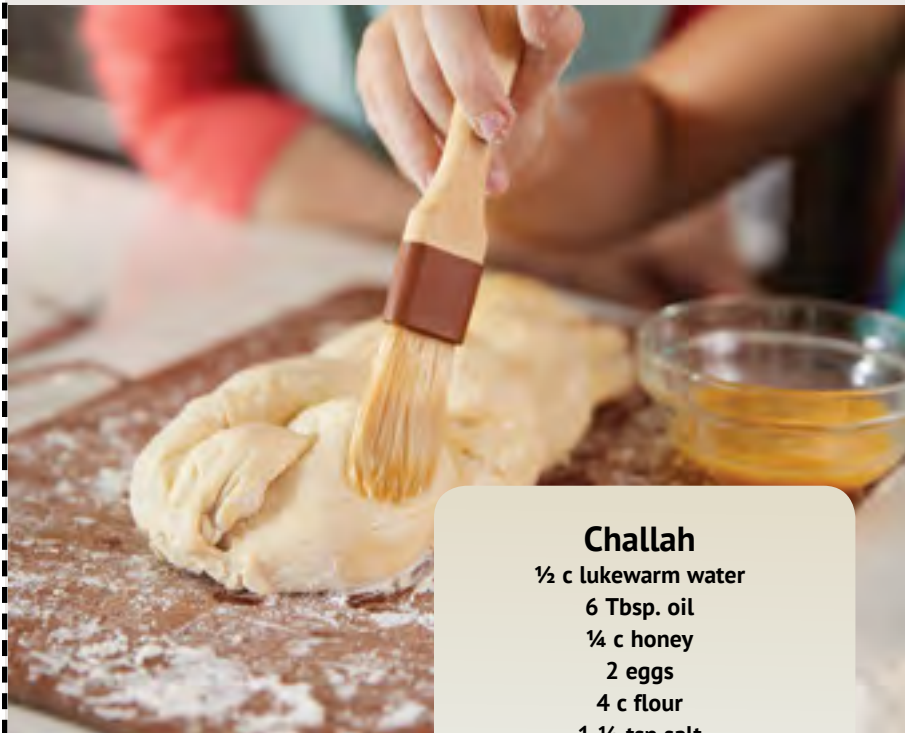 Challah
½ c lukewarm water
6 Tbsp. oil
¼ c honey
2 eggs
4 c flour